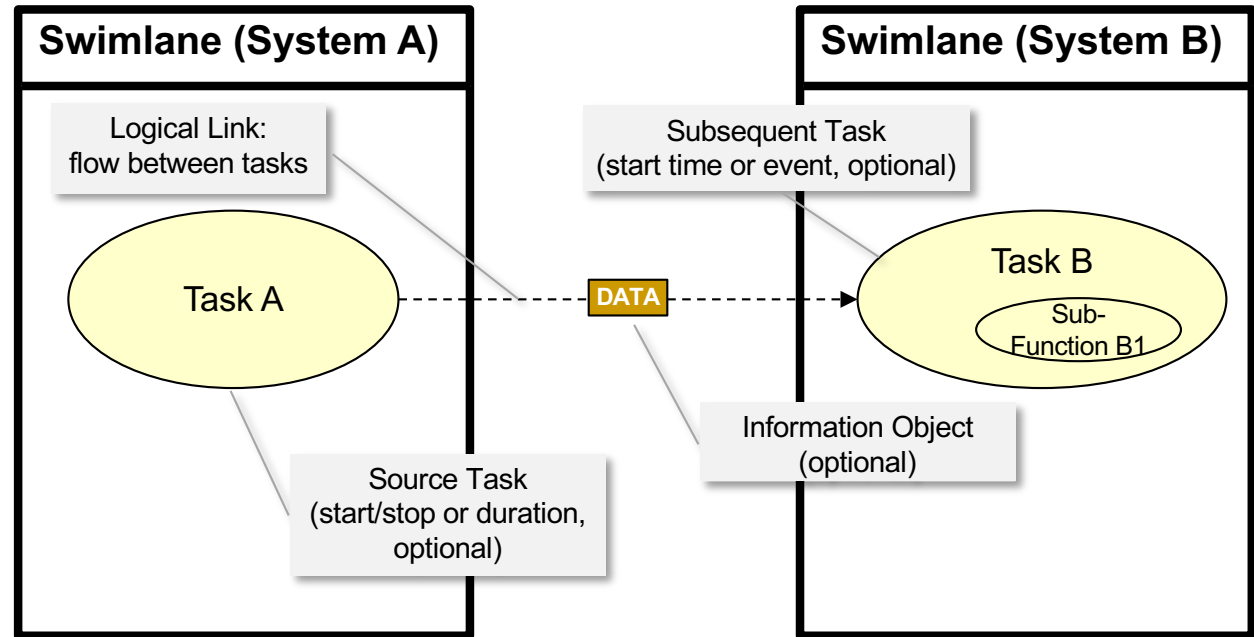 Swimlane (System A)
Swimlane (System B)
Logical Link:
flow between tasks
Subsequent Task
(start time or event, optional)
Task A
DATA
Task B
Sub-
Function B1
Information Object
(optional)
Source Task
(start/stop or duration,
optional)